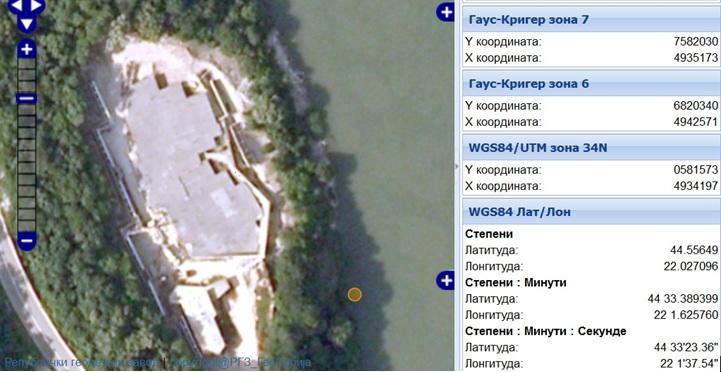 Гаус-Кригер зона 7
Y координата: 7582030
X координата: 4935173
Гаус-Кригер зона 6
Y координата: 6820340
X координата: 4942571
WGS84/UTM зона 34N
Y координата: 0581573
X координата: 4934197
WGS84 Лат/Лон
Степени
Латитуда: 44.55649
Лонгитуда: 22.027096
Степени : Минути
Латитуда: 44 33.389399
Лонгитуда: 22 1.625760
Степени : Минути : Секунде
Латитуда: 44 33'23.36"
Лонгитуда: 22 1'37.54"
Републички геодетски завод